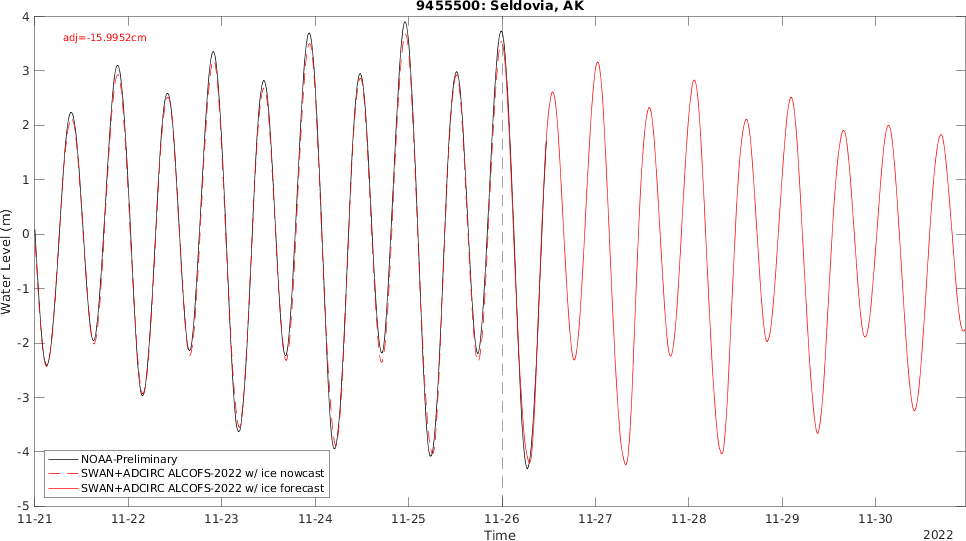 9455500: Seldovia, AK
adj=-15.9952cm
4
3
2
1
0
-1
-2
-3
-4
-5
Water Level (m)
NOAA-Preliminary
SWAN+ADCIRC ALCOFS-2022 w/ ice nowcast
SWAN+ADCIRC ALCOFS-2022 w/ ice forecast
11-21 11-22 11-23 11-24 11-25 11-26 11-27 11-28 11-29 11-30
Time
2022